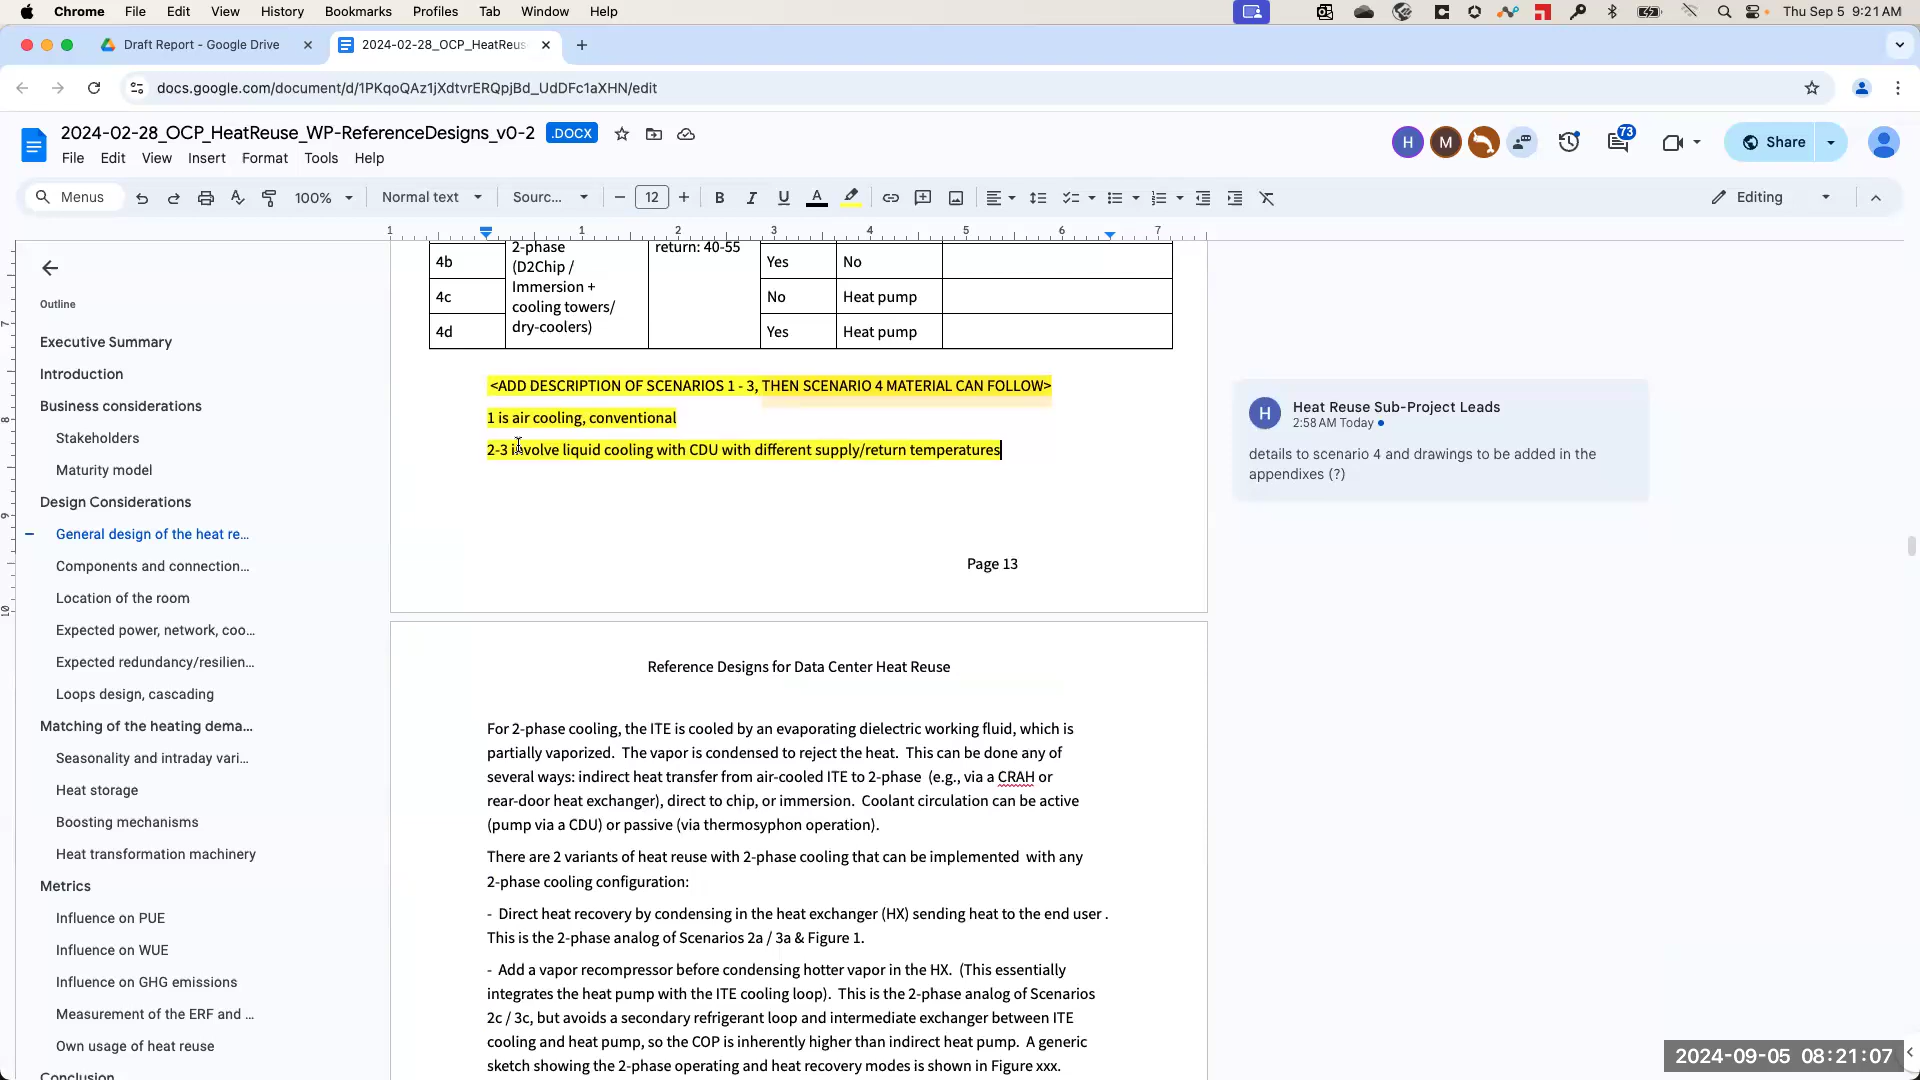 Chrome File Edit View History Bookmarks Profiles Tab Window Help Thu Sep 5 9:21 AM
Draft Report - Google Drive 2024-02-28_OCP_HeatReus
docs.google.com/document/d/1PKqoQAz1jXdtvrERQpjBd_UdDFc1aXHN/edit
2024-02-28_OCP_HeatReuse_WP-ReferenceDesigns_v0-2 .DOCX
File Edit View Insert Format Tools Help
H M 73 Share
Menus 100% Normal text Sourc... 12 B I U A Editing
1 1 2 3 4 5 6 7
7
8
9
10
Outline
Executive Summary
Introduction
Business considerations
Stakeholders
Maturity model
Design Considerations
General design of the heat re...
Components and connection...
Location of the room
Expected power, network, coo...
Expected redundancy/resilien...
Loops design, cascading
Matching of the heating dema...
Seasonality and intraday vari...
Heat storage
Boosting mechanisms
Heat transformation machinery
Metrics
Influence on PUE
Influence on WUE
Influence on GHG emissions
Measurement of the ERF and ...
Own usage of heat reuse
Conclusion
2-phase return: 40-55
4b (D2Chip / Yes No
Immersion +
4c cooling towers/ No Heat pump
4d dry-coolers) Yes Heat pump
<ADD DESCRIPTION OF SCENARIOS 1 - 3, THEN SCENARIO 4 MATERIAL CAN FOLLOW>
1 is air cooling, conventional
2-3 involve liquid cooling with CDU with different supply/return temperatures
Page 13
Reference Designs for Data Center Heat Reuse
For 2-phase cooling, the ITE is cooled by an evaporating dielectric working fluid, which is
partially vaporized.  The vapor is condensed to reject the heat.  This can be done any of
several ways: indirect heat transfer from air-cooled ITE to 2-phase  (e.g., via a CRAH or
rear-door heat exchanger), direct to chip, or immersion.  Coolant circulation can be active
(pump via a CDU) or passive (via thermosyphon operation).
There are 2 variants of heat reuse with 2-phase cooling that can be implemented  with any
2-phase cooling configuration:
-  Direct heat recovery by condensing in the heat exchanger (HX) sending heat to the end user .
This is the 2-phase analog of Scenarios 2a / 3a & Figure 1.
-  Add a vapor recompressor before condensing hotter vapor in the HX.  (This essentially
integrates the heat pump with the ITE cooling loop).  This is the 2-phase analog of Scenarios
2c / 3c, but avoids a secondary refrigerant loop and intermediate exchanger between ITE
cooling and heat pump, so the COP is inherently higher than indirect heat pump.  A generic
sketch showing the 2-phase operating and heat recovery modes is shown in Figure xxx.
H Heat Reuse Sub-Project Leads
2:58 AM Today
details to scenario 4 and drawings to be added in the
appendixes (?)
2024-09-05 08:21:07